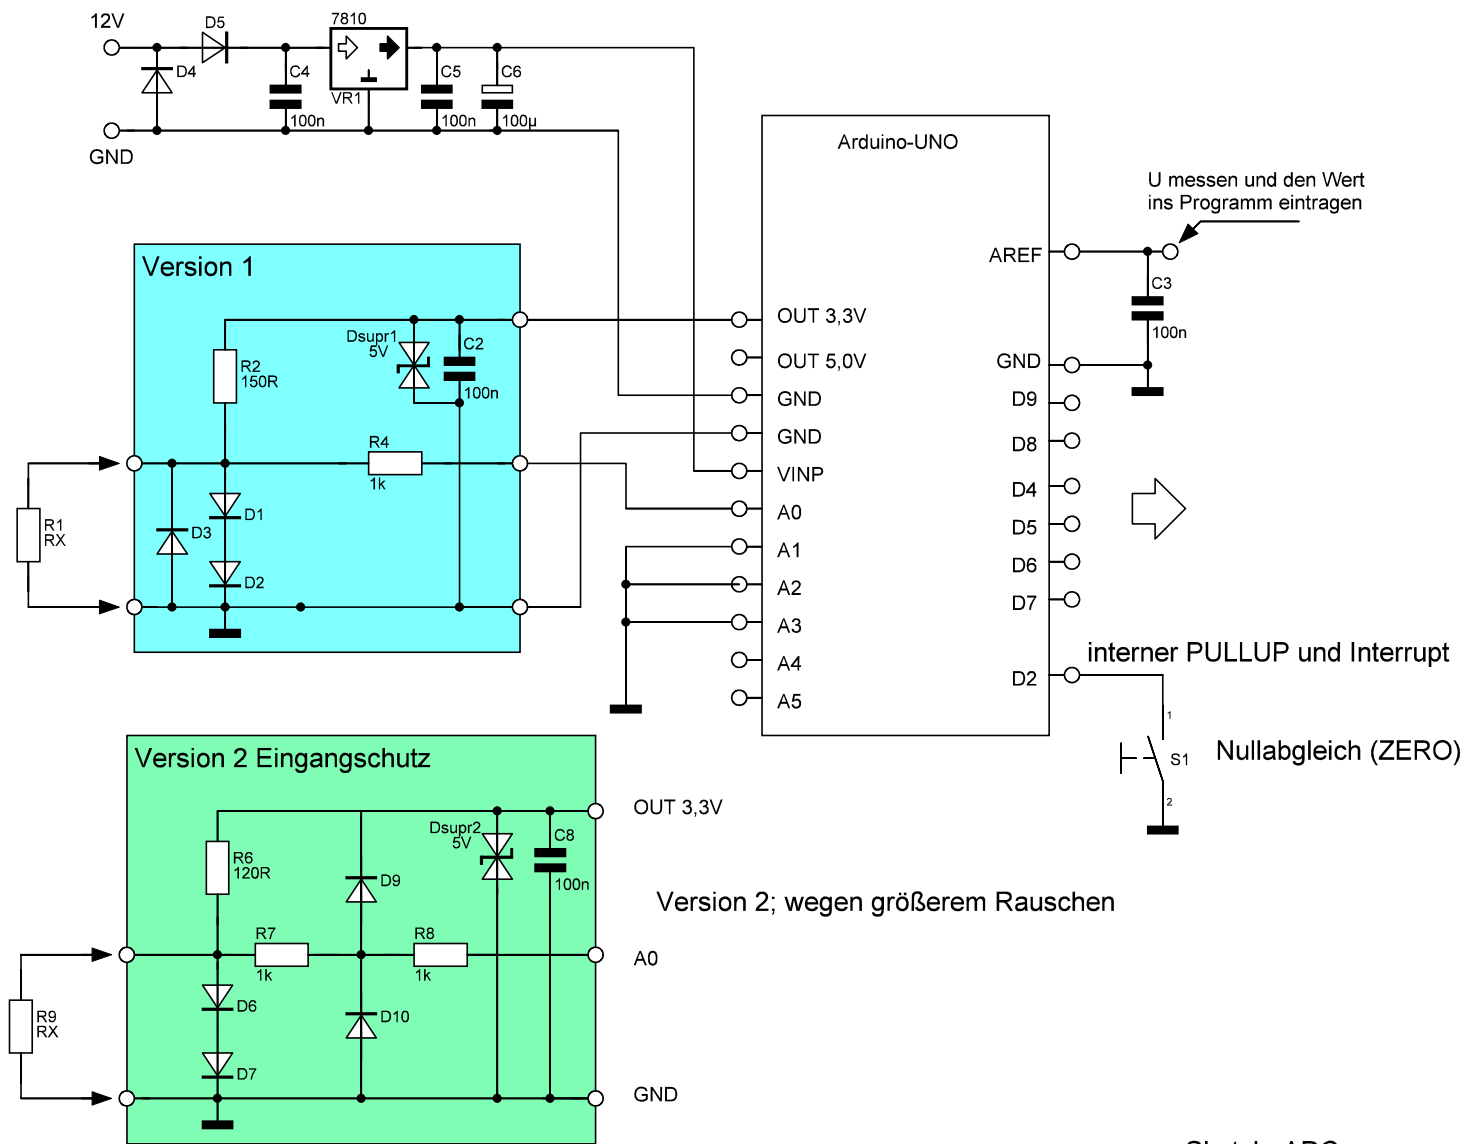 12V
D5
7810
D4
C4
C5
C6
VR1
100n
100n
100µ
GND
Arduino-UNO
U messen und den Wert
ins Programm eintragen
AREF
C3
100n
GND
D9
D8
D4
D5
D6
D7
D2
OUT 3,3V
OUT 5,0V
GND
GND
VINP
A0
A1
A2
A3
A4
A5
Version 1
Dsupr1
5V
C2
100n
R2
150R
R4
1k
R1
RX
D3
D1
D2
interner PULLUP und Interrupt
1
S1
2
Nullabgleich (ZERO)
Version 2 Eingangschutz
OUT 3,3V
Dsupr2
5V
C8
100n
R6
120R
D9
Version 2; wegen größerem Rauschen
R7
1k
R8
1k
A0
R9
RX
D6
D10
D7
GND